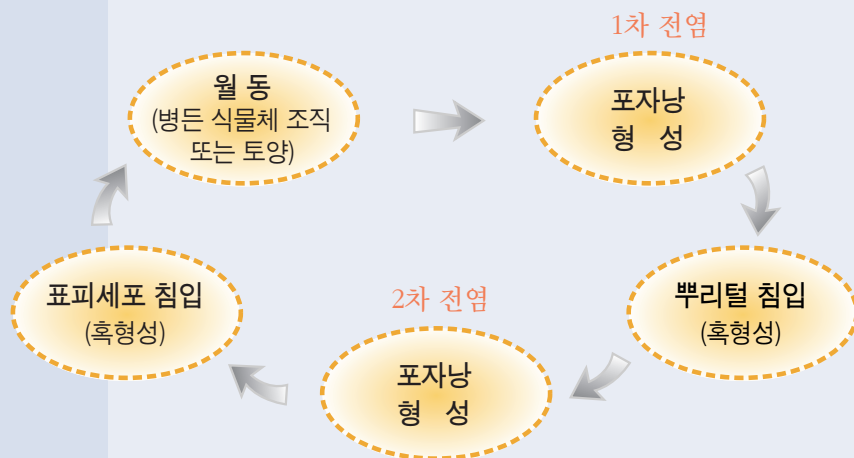 1차 전염
월 동
(병든 식물체 조직
또는 토양)
포자낭
형 성
뿌리털 침입
(혹형성)
2차 전염
포자낭
형 성
표피세포 침입
(혹형성)